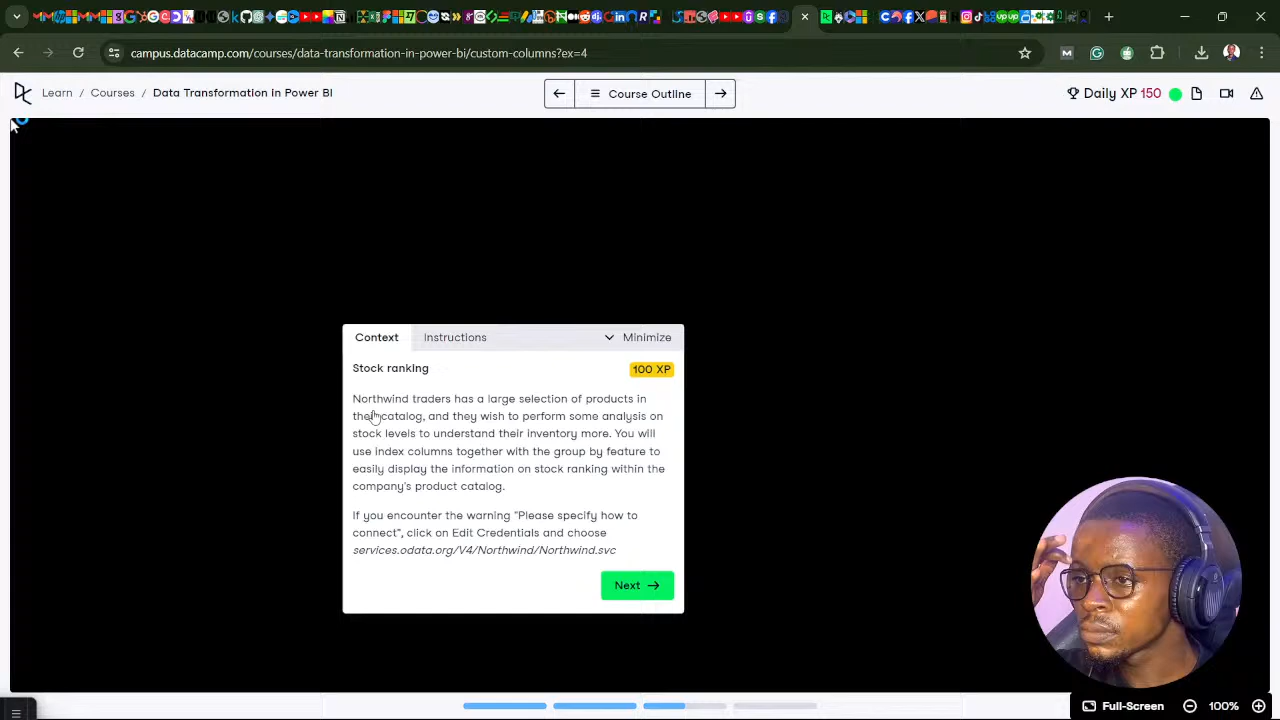 campus.datacamp.com/courses/data-transformation-in-power-bi/custom-columns?ex=4
Learn / Courses / Data Transformation in Power BI
Course Outline
Daily XP 150
Context
Instructions
Minimize
Stock ranking
100 XP
Northwind traders has a large selection of products in
their catalog, and they wish to perform some analysis on
stock levels to understand their inventory more. You will
use index columns together with the group by feature to
easily display the information on stock ranking within the
company's product catalog.
If you encounter the warning "Please specify how to
connect", click on Edit Credentials and choose
services.odata.org/V4/Northwind/Northwind.svc
Next
Full-Screen
100%